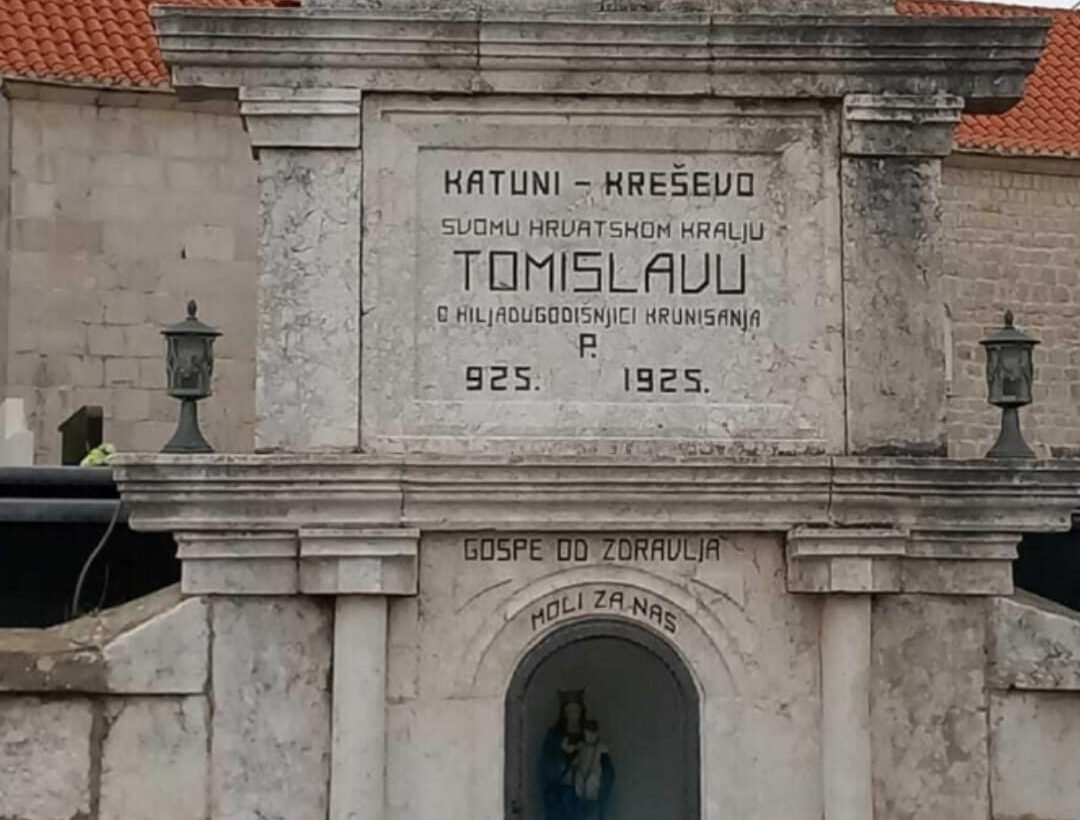 KATUNI - KREŠEVO
SVOMU HRVATSKOM KRALJU
TOMISLAVU
O HILJADUGODIŠNJICI KRUNISANJA
P.
925. 1925.
GOSPE OD ZDRAVLJA
MOLI ZA NAS